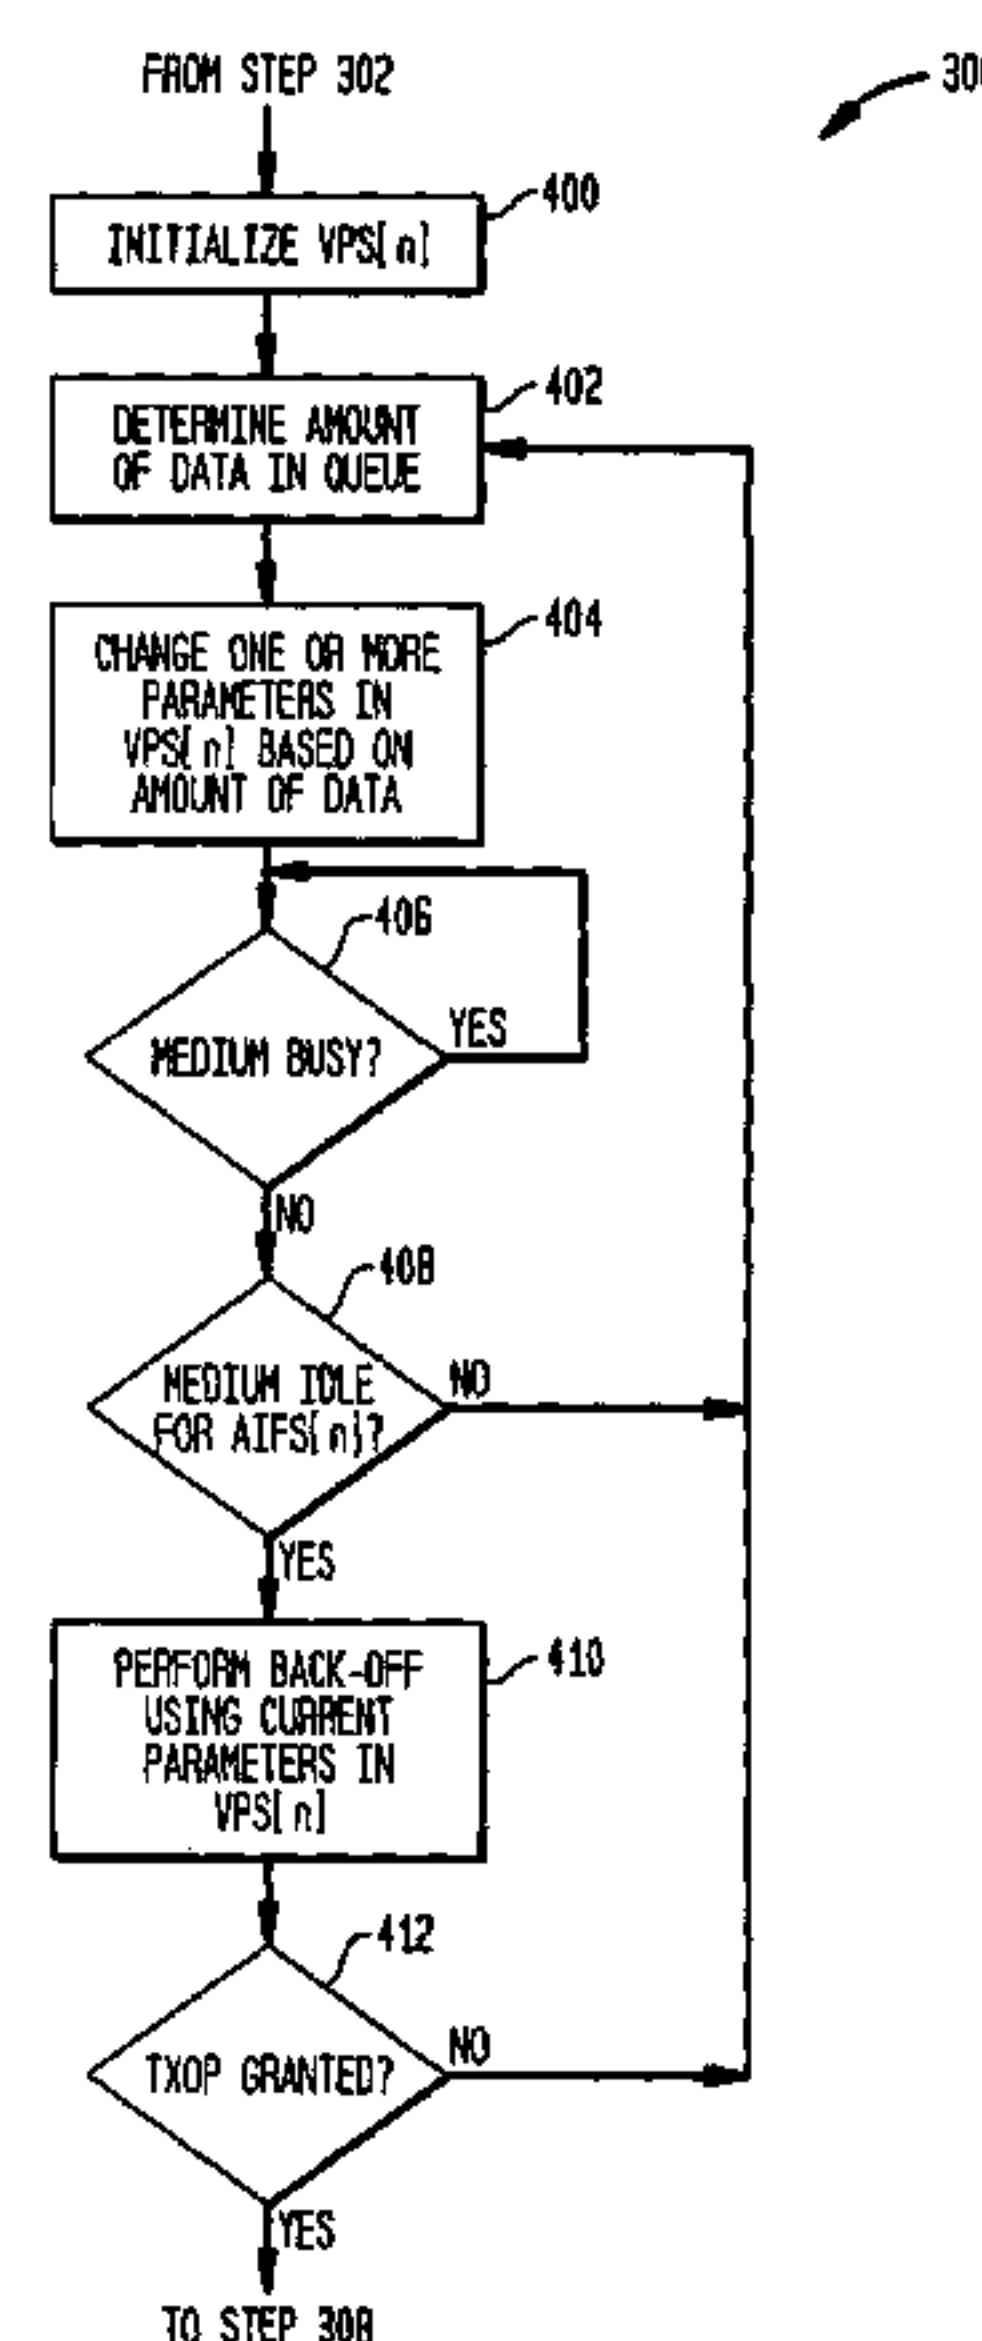 FROM STEP 302
400
INITIALIZE VPS[n]
402
DETERMINE AMOUNT
OF DATA IN QUEUE
404
CHANGE ONE OR MORE
PARAMETERS IN
VPS[n] BASED ON
AMOUNT OF DATA
406
MEDIUM BUSY?
YES
NO
408
MEDIUM IDLE
FOR AIFS[n]?
NO
YES
410
PERFORM BACK-OFF
USING CURRENT
PARAMETERS IN
VPS[n]
412
TXOP GRANTED?
NO
YES
TO STEP 308